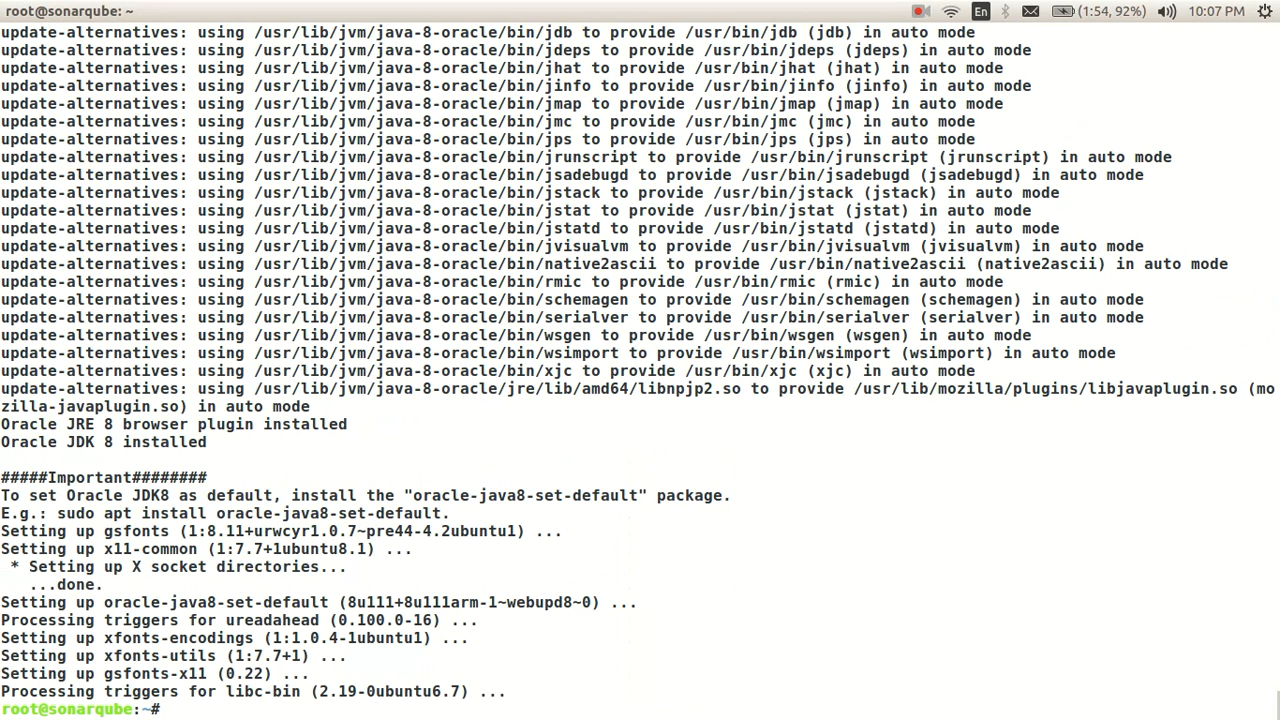 root@sonarqube: ~
En
(1:54, 92%)
10:07 PM
update-alternatives: using /usr/lib/jvm/java-8-oracle/bin/jdb to provide /usr/bin/jdb (jdb) in auto mode
update-alternatives: using /usr/lib/jvm/java-8-oracle/bin/jdeps to provide /usr/bin/jdeps (jdeps) in auto mode
update-alternatives: using /usr/lib/jvm/java-8-oracle/bin/jhat to provide /usr/bin/jhat (jhat) in auto mode
update-alternatives: using /usr/lib/jvm/java-8-oracle/bin/jinfo to provide /usr/bin/jinfo (jinfo) in auto mode
update-alternatives: using /usr/lib/jvm/java-8-oracle/bin/jmap to provide /usr/bin/jmap (jmap) in auto mode
update-alternatives: using /usr/lib/jvm/java-8-oracle/bin/jmc to provide /usr/bin/jmc (jmc) in auto mode
update-alternatives: using /usr/lib/jvm/java-8-oracle/bin/jps to provide /usr/bin/jps (jps) in auto mode
update-alternatives: using /usr/lib/jvm/java-8-oracle/bin/jrunscript to provide /usr/bin/jrunscript (jrunscript) in auto mode
update-alternatives: using /usr/lib/jvm/java-8-oracle/bin/jsadebugd to provide /usr/bin/jsadebugd (jsadebugd) in auto mode
update-alternatives: using /usr/lib/jvm/java-8-oracle/bin/jstack to provide /usr/bin/jstack (jstack) in auto mode
update-alternatives: using /usr/lib/jvm/java-8-oracle/bin/jstat to provide /usr/bin/jstat (jstat) in auto mode
update-alternatives: using /usr/lib/jvm/java-8-oracle/bin/jstatd to provide /usr/bin/jstatd (jstatd) in auto mode
update-alternatives: using /usr/lib/jvm/java-8-oracle/bin/jvisualvm to provide /usr/bin/jvisualvm (jvisualvm) in auto mode
update-alternatives: using /usr/lib/jvm/java-8-oracle/bin/native2ascii to provide /usr/bin/native2ascii (native2ascii) in auto mode
update-alternatives: using /usr/lib/jvm/java-8-oracle/bin/rmic to provide /usr/bin/rmic (rmic) in auto mode
update-alternatives: using /usr/lib/jvm/java-8-oracle/bin/schemagen to provide /usr/bin/schemagen (schemagen) in auto mode
update-alternatives: using /usr/lib/jvm/java-8-oracle/bin/serialver to provide /usr/bin/serialver (serialver) in auto mode
update-alternatives: using /usr/lib/jvm/java-8-oracle/bin/wsgen to provide /usr/bin/wsgen (wsgen) in auto mode
update-alternatives: using /usr/lib/jvm/java-8-oracle/bin/wsimport to provide /usr/bin/wsimport (wsimport) in auto mode
update-alternatives: using /usr/lib/jvm/java-8-oracle/bin/xjc to provide /usr/bin/xjc (xjc) in auto mode
update-alternatives: using /usr/lib/jvm/java-8-oracle/jre/lib/amd64/libnpjp2.so to provide /usr/lib/mozilla/plugins/libjavaplugin.so (mo
zilla-javaplugin.so) in auto mode
Oracle JRE 8 browser plugin installed
Oracle JDK 8 installed
#####Important########
To set Oracle JDK8 as default, install the "oracle-java8-set-default" package.
E.g.: sudo apt install oracle-java8-set-default.
Setting up gsfonts (1:8.11+urwcyr1.0.7~pre44-4.2ubuntu1) ...
Setting up x11-common (1:7.7+1ubuntu8.1) ...
 * Setting up X socket directories...
   ...done.
Setting up oracle-java8-set-default (8u111+8u111arm-1~webupd8~0) ...
Processing triggers for ureadahead (0.100.0-16) ...
Setting up xfonts-encodings (1:1.0.4-1ubuntu1) ...
Setting up xfonts-utils (1:7.7+1) ...
Setting up gsfonts-x11 (0.22) ...
Processing triggers for libc-bin (2.19-0ubuntu6.7) ...
root@sonarqube:~#